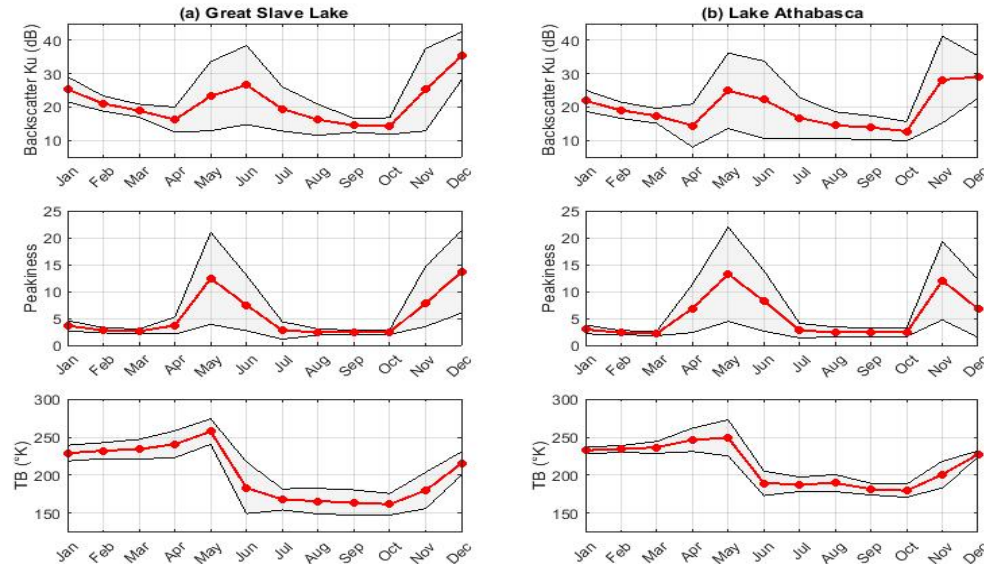 (a) Great Slave Lake
Backscatter Ku (dB)
40
30
20
10
Jan Feb Mar Apr May Jun Jul Aug Sep Oct Nov Dec
Peakiness
25
20
15
10
5
0
Jan Feb Mar Apr May Jun Jul Aug Sep Oct Nov Dec
TB (°K)
300
250
200
150
Jan Feb Mar Apr May Jun Jul Aug Sep Oct Nov Dec
(b) Lake Athabasca
Backscatter Ku (dB)
40
30
20
10
Jan Feb Mar Apr May Jun Jul Aug Sep Oct Nov Dec
Peakiness
25
20
15
10
5
0
Jan Feb Mar Apr May Jun Jul Aug Sep Oct Nov Dec
TB (°K)
300
250
200
150
Jan Feb Mar Apr May Jun Jul Aug Sep Oct Nov Dec